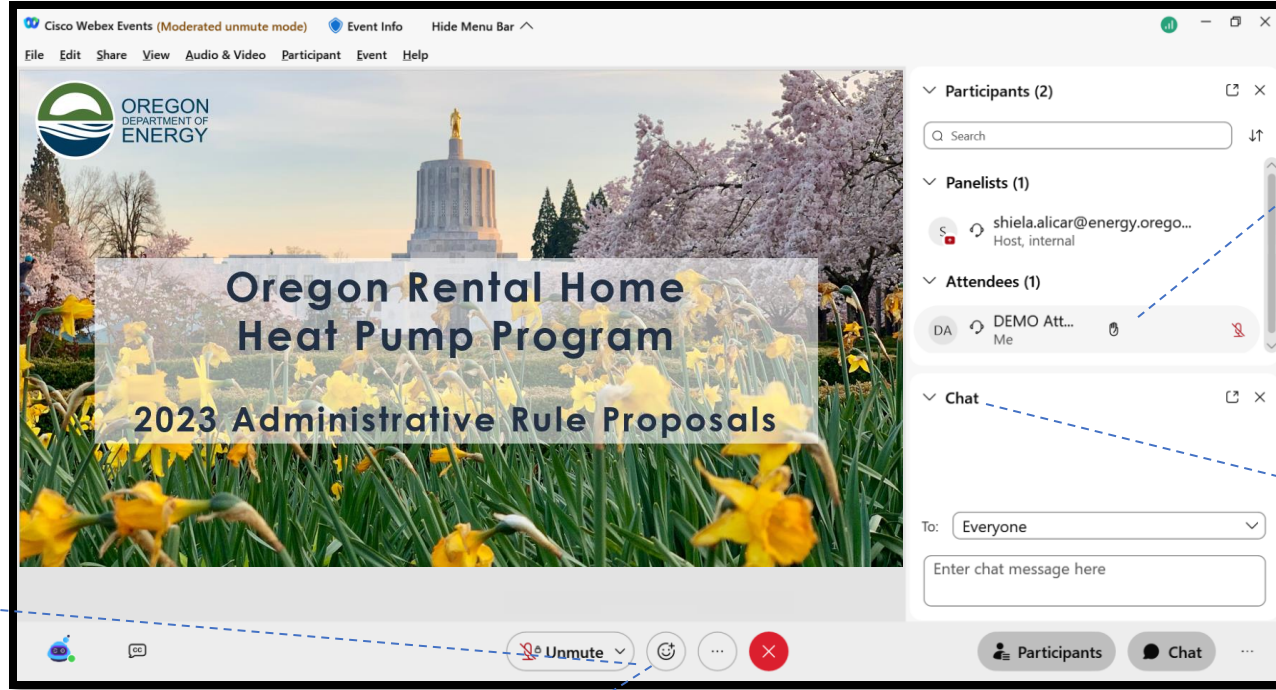 Cisco Webex Events (Moderated unmute mode) Event Info Hide Menu Bar
File Edit Share View Audio & Video Participant Event Help
OREGON
DEPARTMENT OF
ENERGY
Oregon Rental Home
Heat Pump Program
2023 Administrative Rule Proposals
Participants (2)
Search
Panelists (1)
S
shiela.alicar@energy.orego...
Host, internal
Attendees (1)
DA
DEMO Att...
Me
Chat
To: Everyone
Enter chat message here
CC
Unmute
Participants
Chat